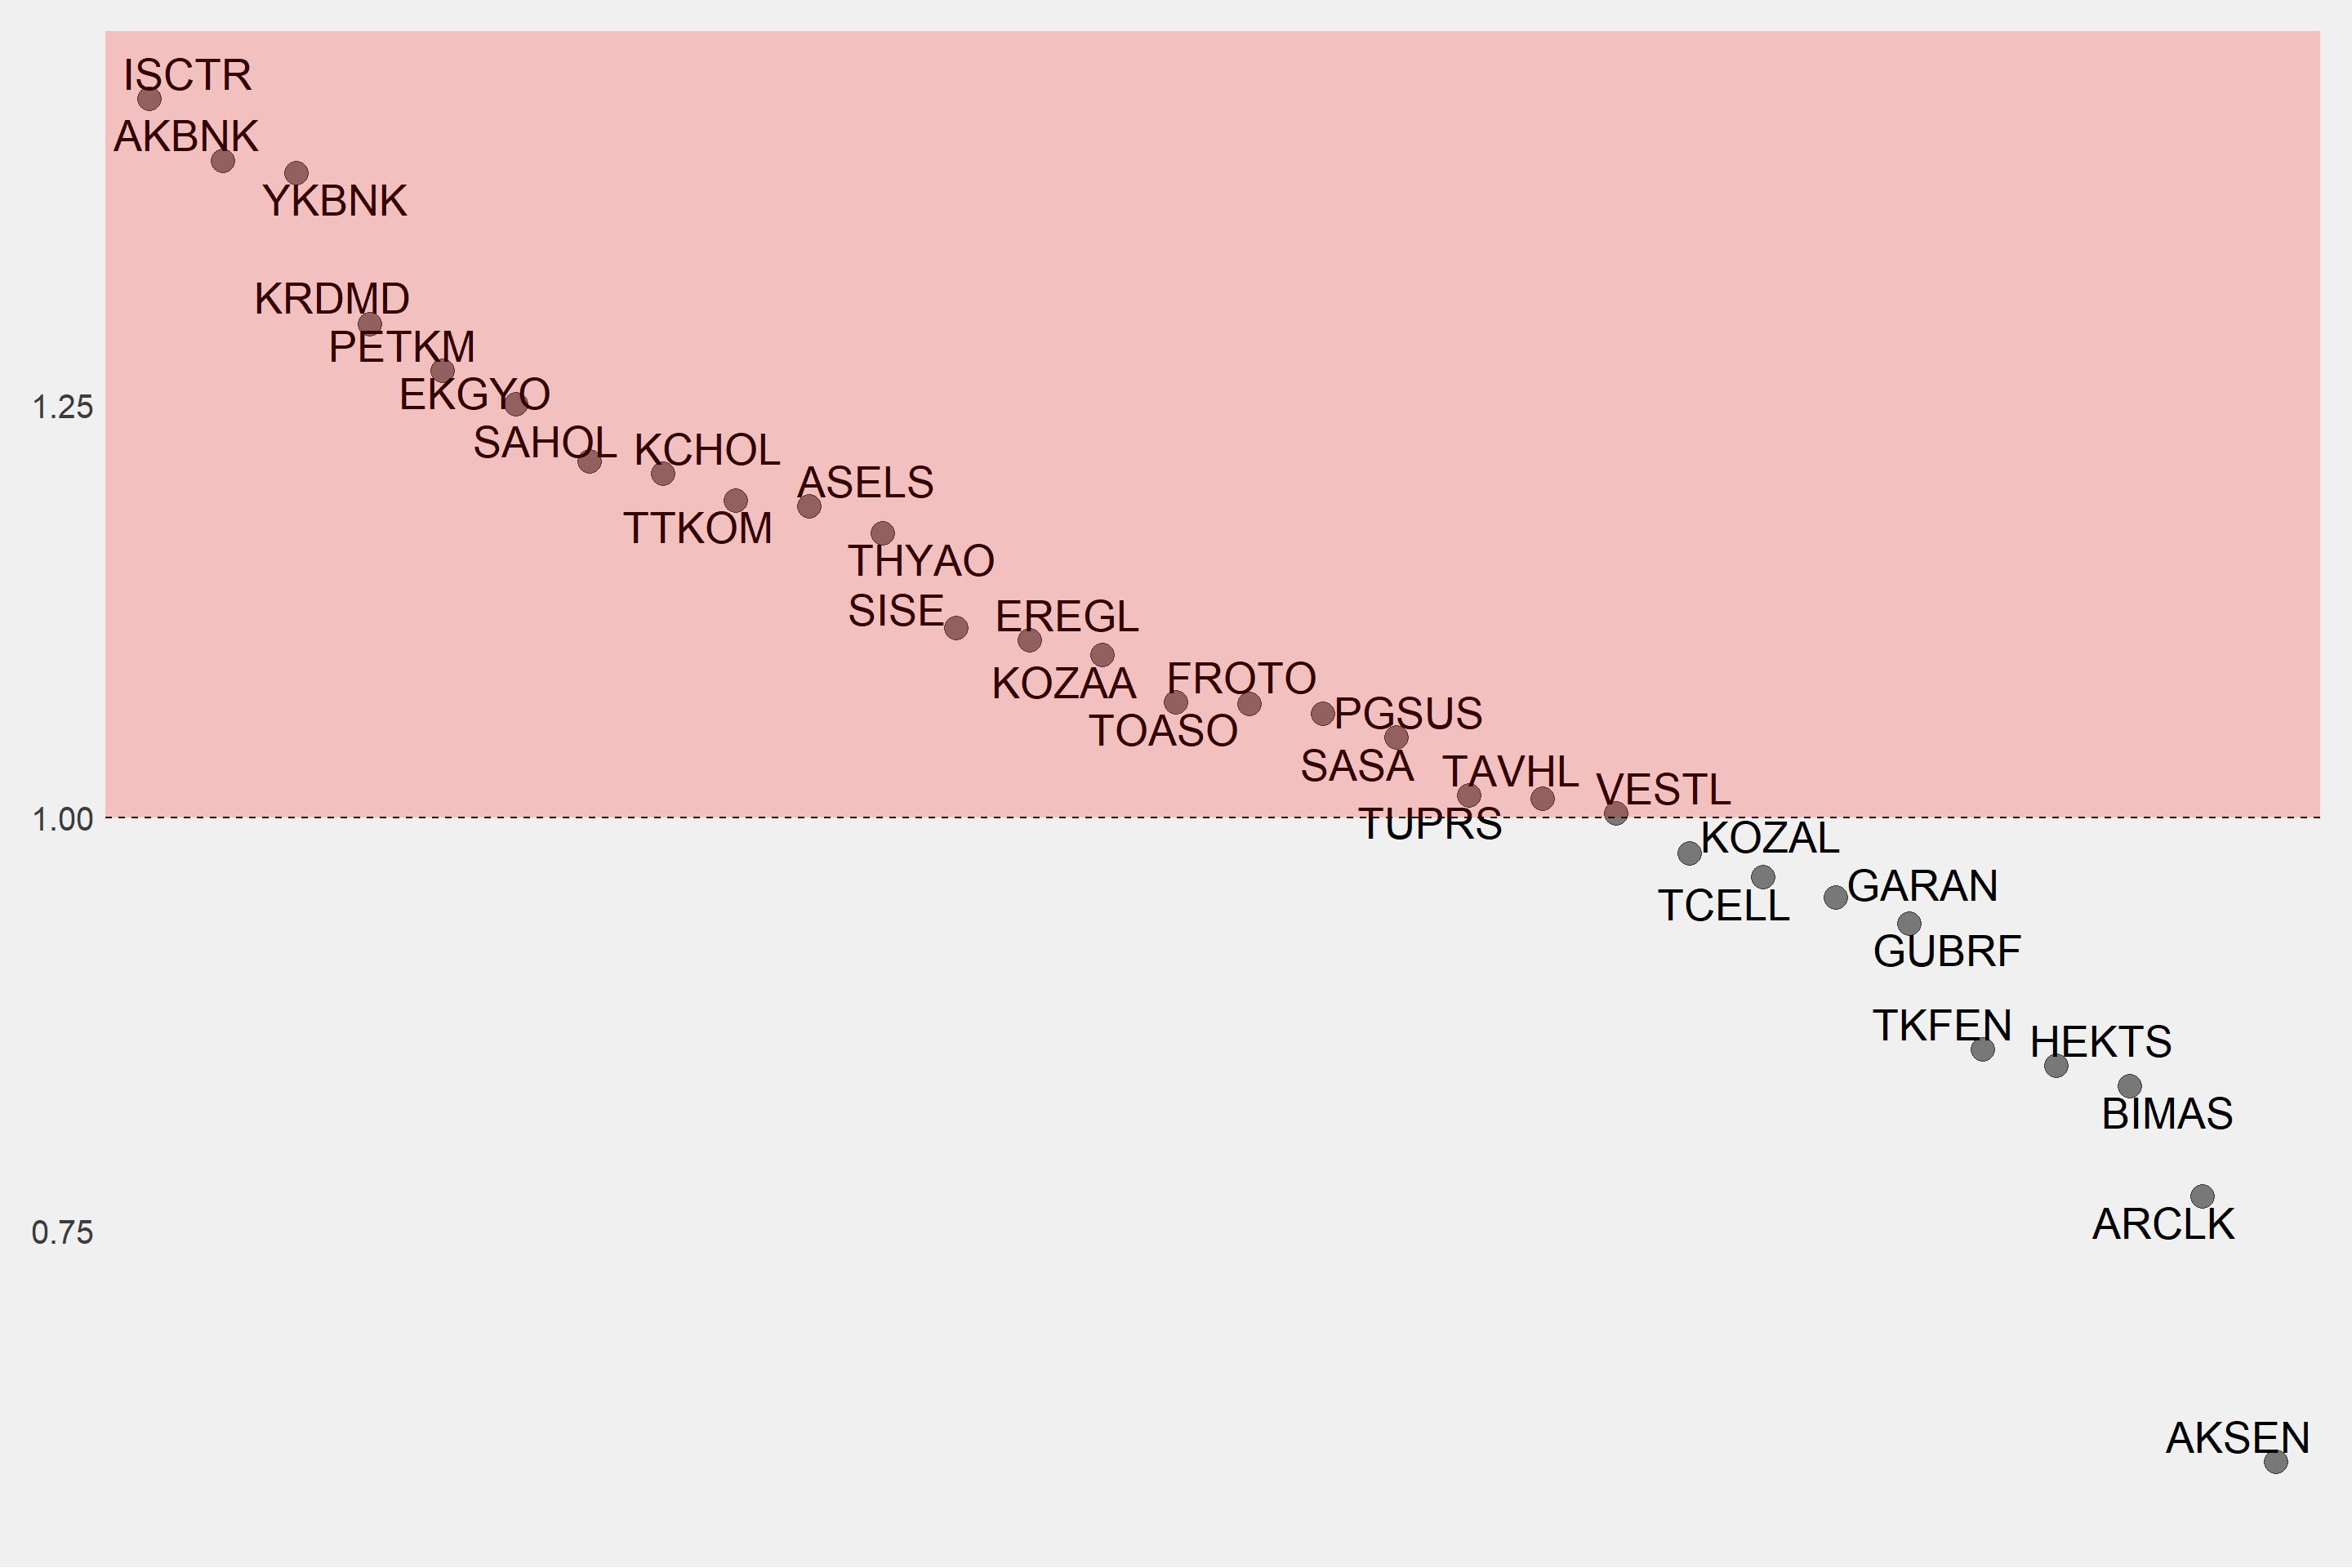 ISCTR
AKBNK
YKBNK
KRDMD
PETKM
EKGYO
1.25
SAHOL
KCHOL
ASELS
TTKOM
THYAO
SISE
EREGL
KOZAA
FROTO
TOASO
PGSUS
SASA
TAVHL
VESTL
1.00
TUPRS
KOZAL
GARAN
TCELL
GUBRF
TKFEN
HEKTS
BIMAS
ARCLK
0.75
AKSEN